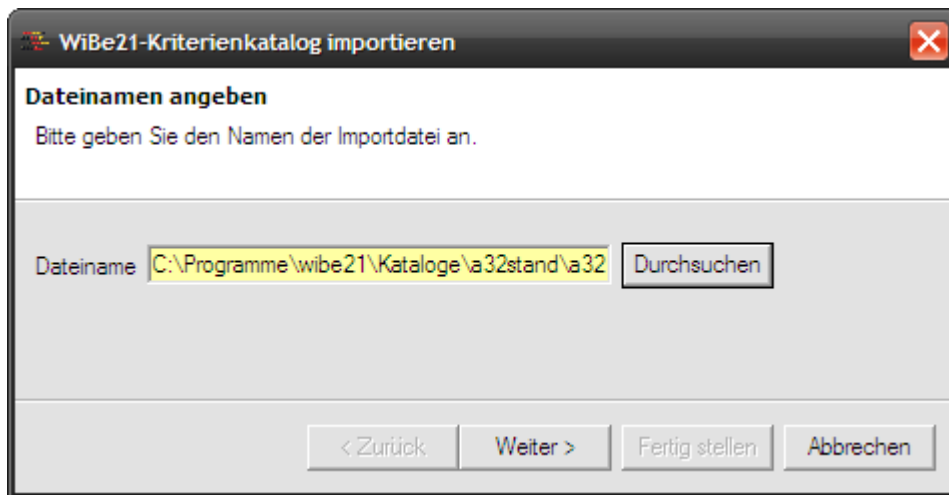 WiBe21-Kriterienkatalog importieren
Dateinamen angeben
Bitte geben Sie den Namen der Importdatei an.
Dateiname C:\Programme\wibe21\Kataloge\a32stand\a32 Durchsuchen
< Zurück Weiter > Fertig stellen Abbrechen